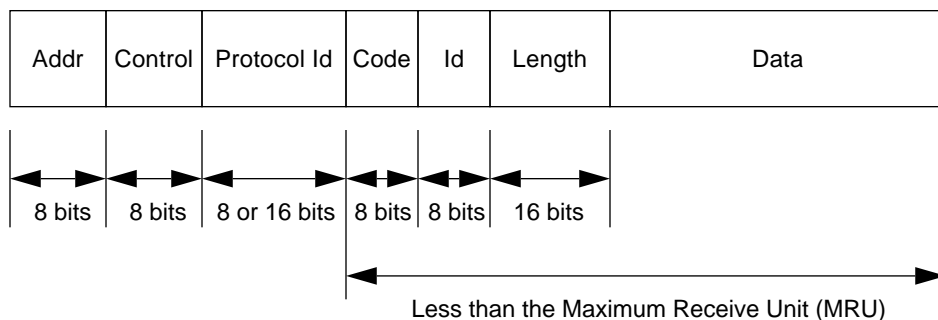 Addr Control Protocol Id Code Id Length Data
8 bits 8 bits 8 or 16 bits 8 bits 8 bits 16 bits
Less than the Maximum Receive Unit (MRU)